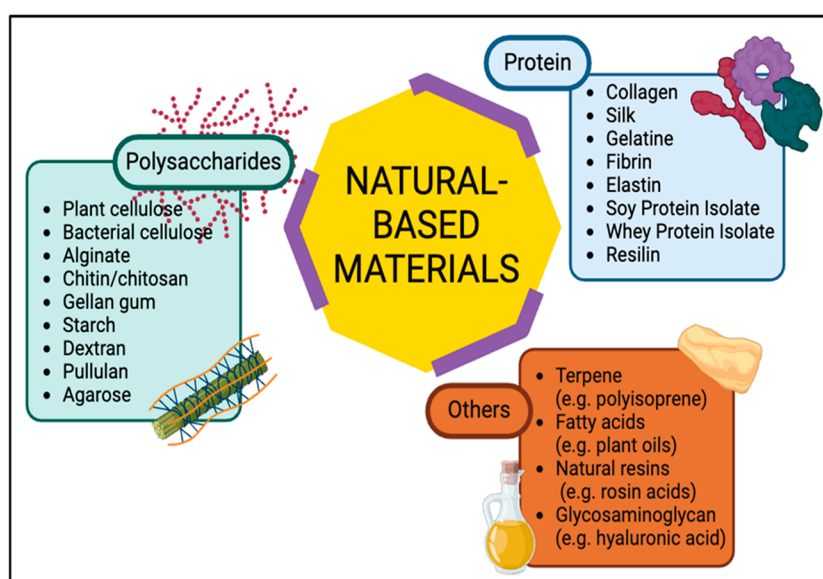 NATURAL-
BASED
MATERIALS
Polysaccharides
• Plant cellulose
• Bacterial cellulose
• Alginate
• Chitin/chitosan
• Gellan gum
• Starch
• Dextran
• Pullulan
• Agarose
Protein
• Collagen
• Silk
• Gelatine
• Fibrin
• Elastin
• Soy Protein Isolate
• Whey Protein Isolate
• Resilin
Others
• Terpene
(e.g. polyisoprene)
• Fatty acids
(e.g. plant oils)
• Natural resins
(e.g. rosin acids)
• Glycosaminoglycan
(e.g. hyaluronic acid)